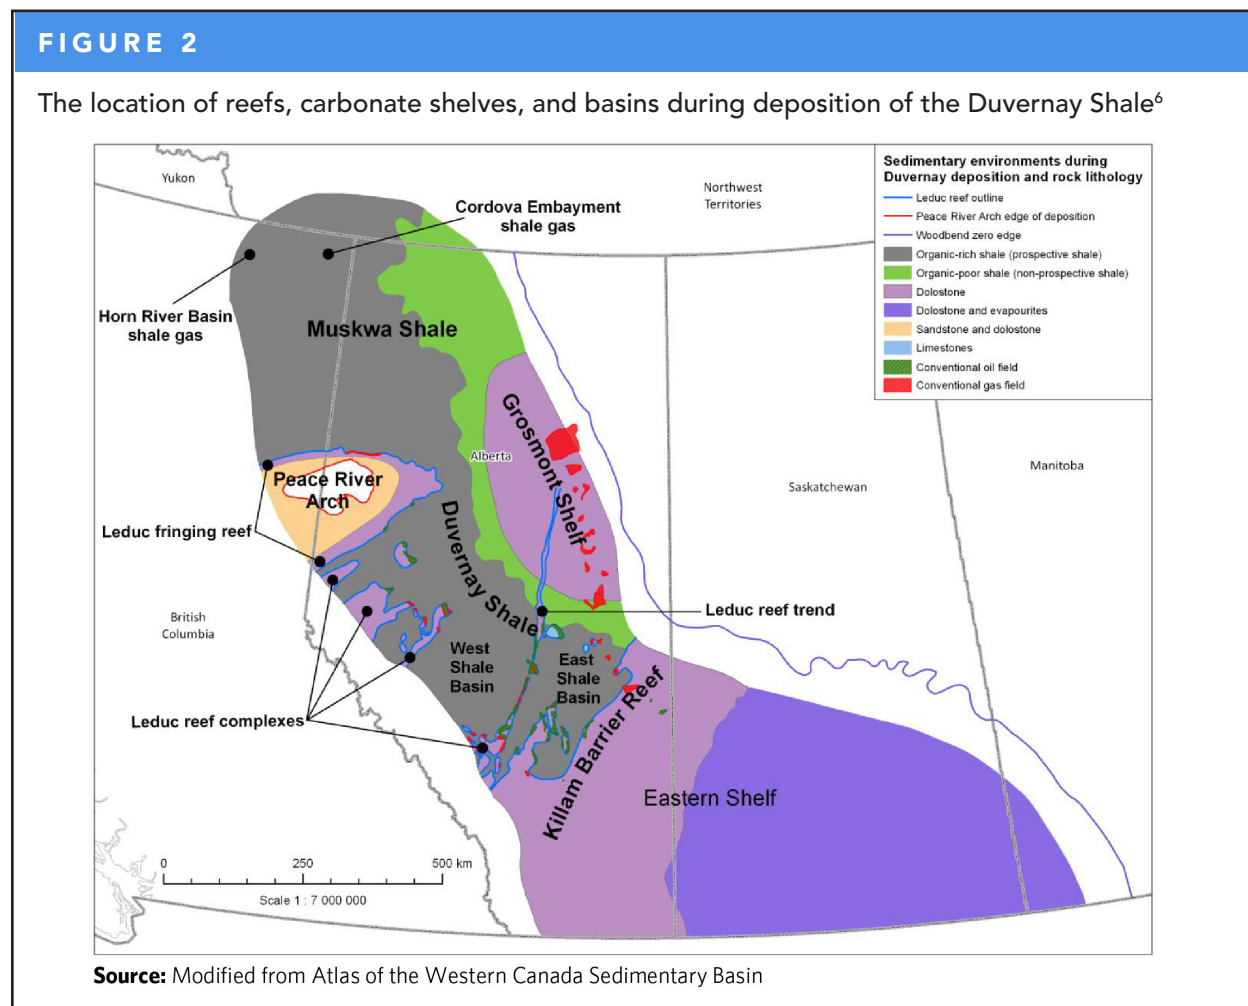 FIGURE 2
The location of reefs, carbonate shelves, and basins during deposition of the Duvernay Shale⁶
Yukon
Northwest
Territories
Cordova Embayment
shale gas
Horn River Basin
shale gas
Muskwa Shale
Sedimentary environments during
Duvernay deposition and rock lithology
Leduc reef outline
Peace River Arch edge of deposition
Woodbend zero edge
Organic-rich shale (prospective shale)
Organic-poor shale (non-prospective shale)
Dolostone
Dolostone and evapourites
Sandstone and dolostone
Limestones
Conventional oil field
Conventional gas field
Grosmont Shelf
Alberta
Manitoba
Saskatchewan
Peace River
Arch
Leduc fringing reef
Duvernay Shale
British
Columbia
Leduc reef trend
West
Shale
Basin
East
Shale
Basin
Leduc reef complexes
Killam Barrier Reef
Eastern Shelf
0 250 500 km
Scale 1 : 7 000 000
Source: Modified from Atlas of the Western Canada Sedimentary Basin